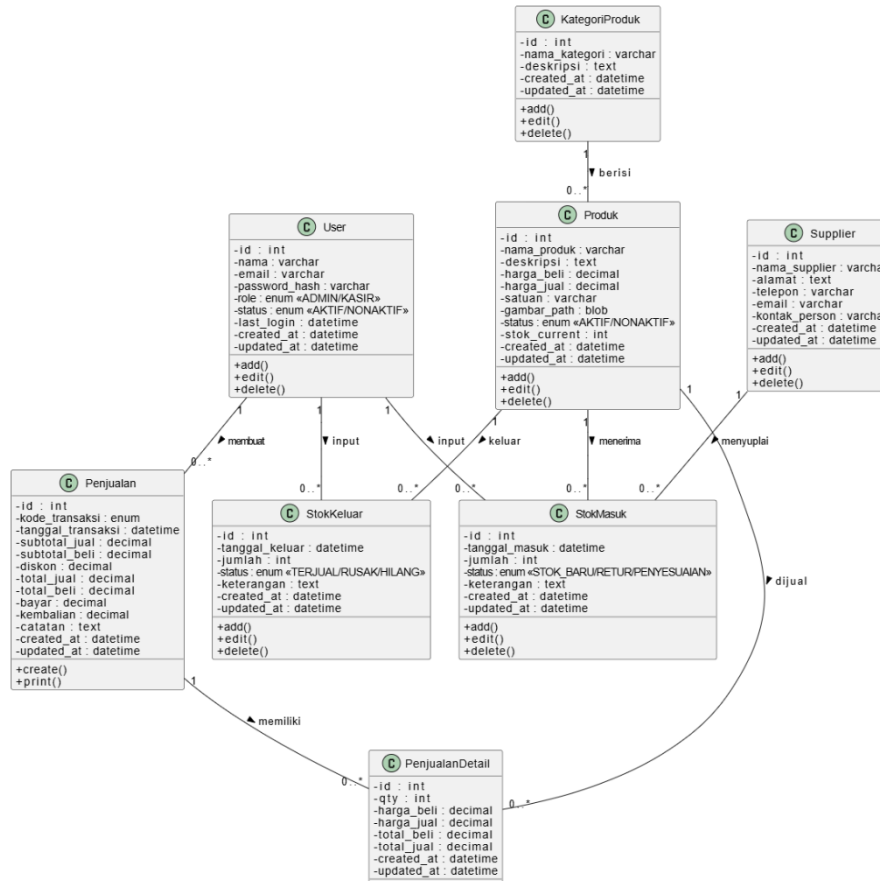 C KategoriProduk
-id : int
-nama_kategori : varchar
-deskripsi : text
-created_at : datetime
-updated_at : datetime
+add()
+edit()
+delete()
1
berisi
0..*
C User
-id : int
-nama : varchar
-email : varchar
-password_hash : varchar
-role : enum «ADMIN/KASIR»
-status : enum «AKTIF/NONAKTIF»
-last_login : datetime
-created_at : datetime
-updated_at : datetime
+add()
+edit()
+delete()
C Produk
-id : int
-nama_produk : varchar
-deskripsi : text
-harga_beli : decimal
-harga_jual : decimal
-satuan : varchar
-gambar_path : blob
-status : enum «AKTIF/NONAKTIF»
-stok_current : int
-created_at : datetime
-updated_at : datetime
+add()
+edit()
+delete()
C Supplier
-id : int
-nama_supplier : varcha
-alamat : text
-telepon : varchar
-email : varchar
-kontak_person : varcha
-created_at : datetime
-updated_at : datetime
+add()
+edit()
+delete()
1 1 1 1 1 1 1
membuat input input keluar menerima menyuplai
0..* 0..* 0..* 0..* 0..* 0..*
C Penjualan
-id : int
-kode_transaksi : enum
-tanggal_transaksi : datetime
-subtotal_jual : decimal
-subtotal_beli : decimal
-diskon : decimal
-total_jual : decimal
-total_beli : decimal
-bayar : decimal
-kembalian : decimal
-catatan : text
-created_at : datetime
-updated_at : datetime
+create()
+print()
C StokKeluar
-id : int
-tanggal_keluar : datetime
-jumlah : int
-status : enum «TERJUAL/RUSAK/HILANG»
-keterangan : text
-created_at : datetime
-updated_at : datetime
+add()
+edit()
+delete()
C StokMasuk
-id : int
-tanggal_masuk : datetime
-jumlah : int
-status : enum «STOK_BARU/RETUR/PENYESUAIAN»
-keterangan : text
-created_at : datetime
-updated_at : datetime
+add()
+edit()
+delete()
dijual
1
memiliki
0..* 0..*
C PenjualanDetail
-id : int
-qty : int
-harga_beli : decimal
-harga_jual : decimal
-total_beli : decimal
-total_jual : decimal
-created_at : datetime
-updated_at : datetime